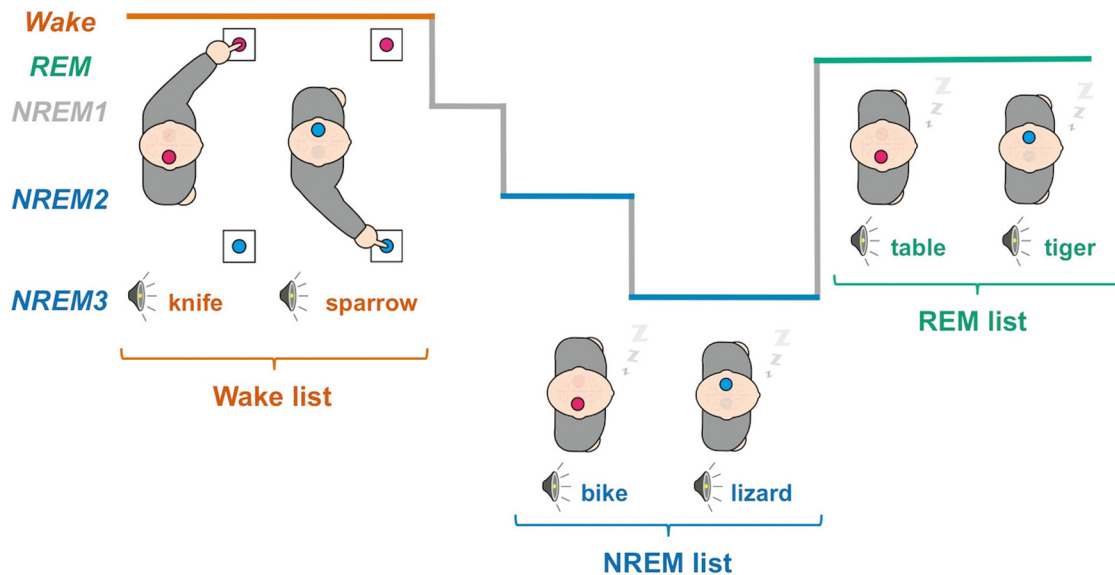 Wake
REM
NREM1
NREM2
NREM3
knife
sparrow
Wake list
z
z
z
z
z
z
bike
lizard
NREM list
z
z
z
z
z
z
table
tiger
REM list